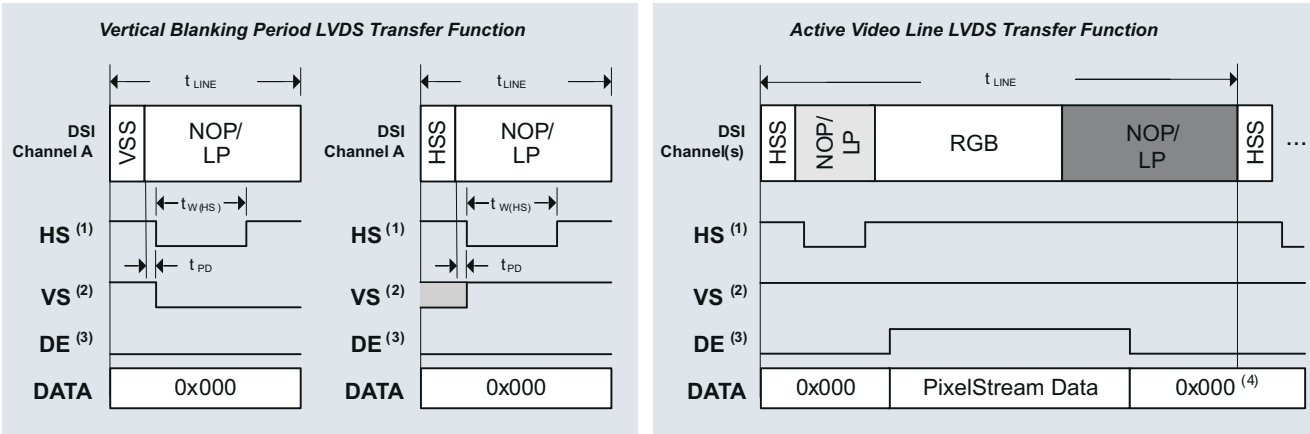 Vertical Blanking Period LVDS Transfer Function
t LINE
DSI
Channel A
VSS
NOP/
LP
t W(HS)
HS (1)
t PD
VS (2)
DE (3)
DATA
0x000
t LINE
DSI
Channel A
HSS
NOP/
LP
t W(HS)
HS (1)
t PD
VS (2)
DE (3)
DATA
0x000
Active Video Line LVDS Transfer Function
t LINE
DSI
Channel(s)
HSS
NOP/
LP
RGB
NOP/
LP
HSS
...
HS (1)
VS (2)
DE (3)
DATA
0x000
PixelStream Data
0x000 (4)